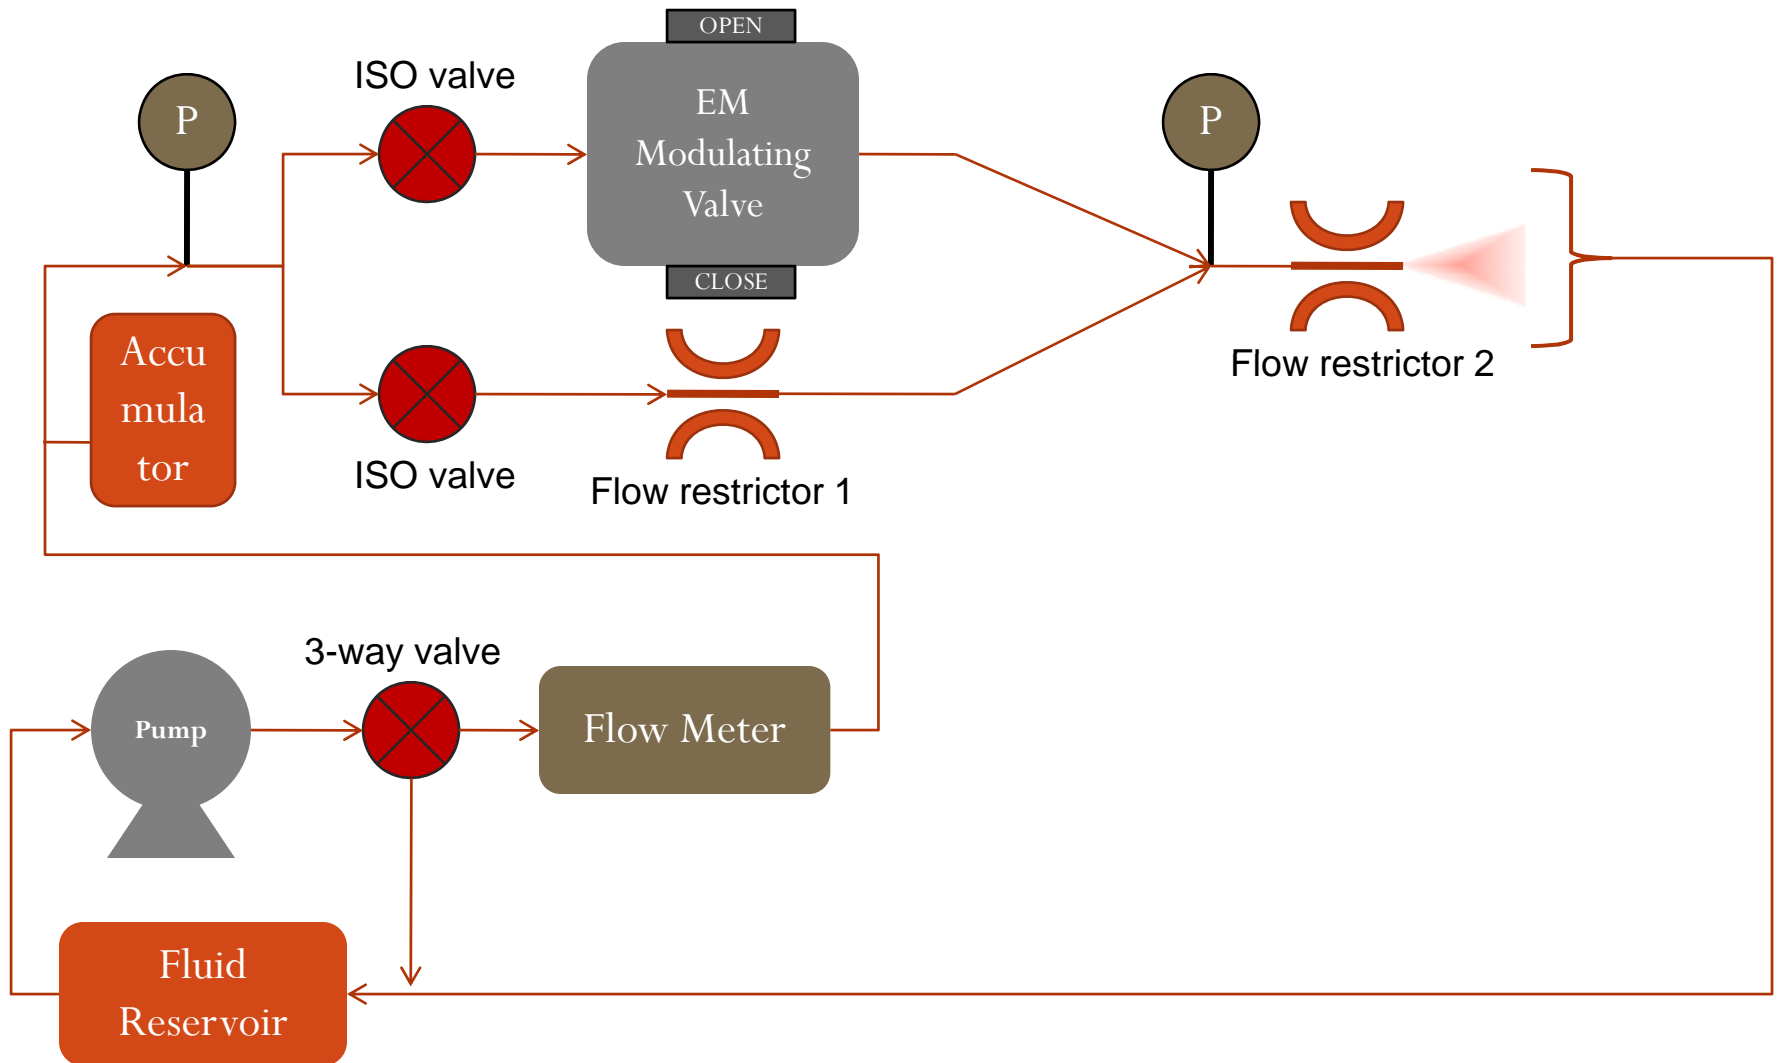 OPEN
ISO valve
P
EM
Modulating
Valve
P
CLOSE
Accu
mula
tor
ISO valve
Flow restrictor 1
Flow restrictor 2
3-way valve
Pump
Flow Meter
Fluid
Reservoir